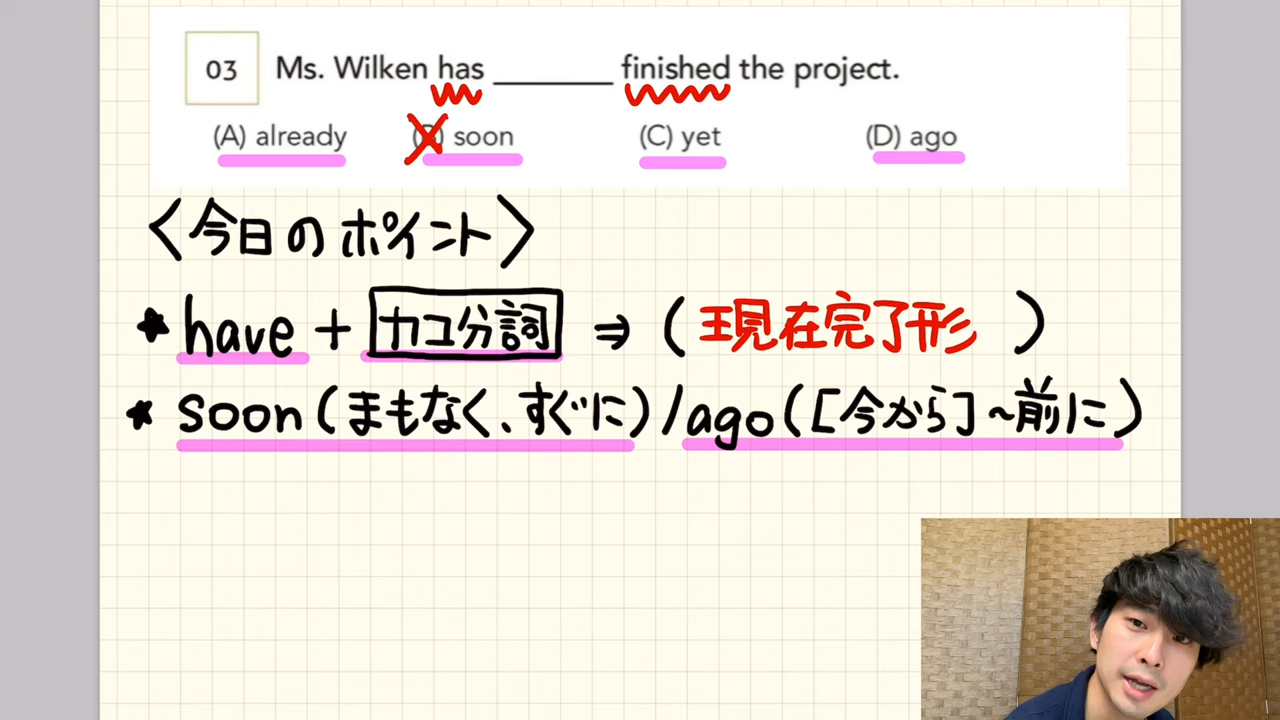 03 Ms. Wilken has ________ finished the project.
(A) already (B) soon (C) yet (D) ago
〈今日のポイント〉
★ have + カコ分詞 ⇒ (現在完了形)
★ soon(まもなく、すぐに)/ago([今から]~前に)